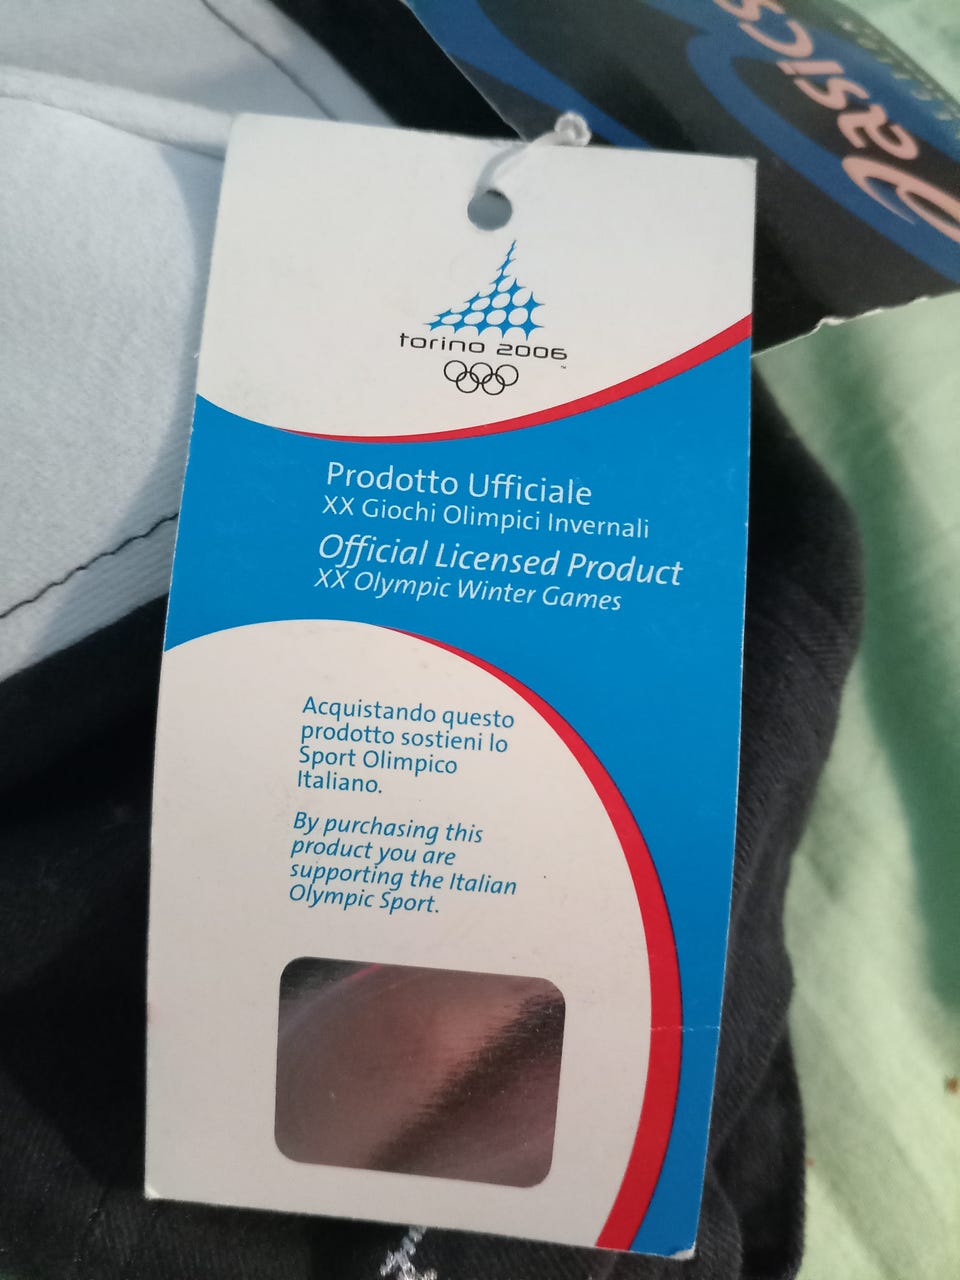 asics
torino 2006
Prodotto Ufficiale
XX Giochi Olimpici Invernali
Official Licensed Product
XX Olympic Winter Games
Acquistando questo
prodotto sostieni lo
Sport Olimpico
Italiano.
By purchasing this
product you are
supporting the Italian
Olympic Sport.